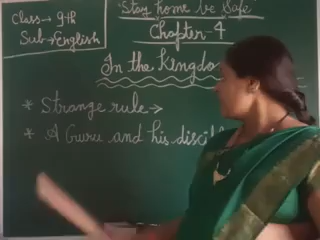 Class → 9th
Sub → English
"Stay home be Safe"
Chapter - 4
In the Kingdo
* Strange rule →
* A Guru and his discip